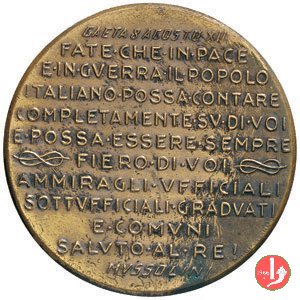 GAETA 8 AGOSTO XII
FATE·CHE·IN·PACE
E·IN·GVERRA·IL·POPOLO
ITALIANO·POSSA·CONTARE
COMPLETAMENTE·SV·DI·VOI
E·POSSA·ESSERE·SEMPRE
FIERO·DI·VOI
AMMIRAGLI·VFFICIALI
SOTTVFFICIALI·GRADVATI
E·COMVNI
SALVTO·AL·RE!
MVSSOLINI